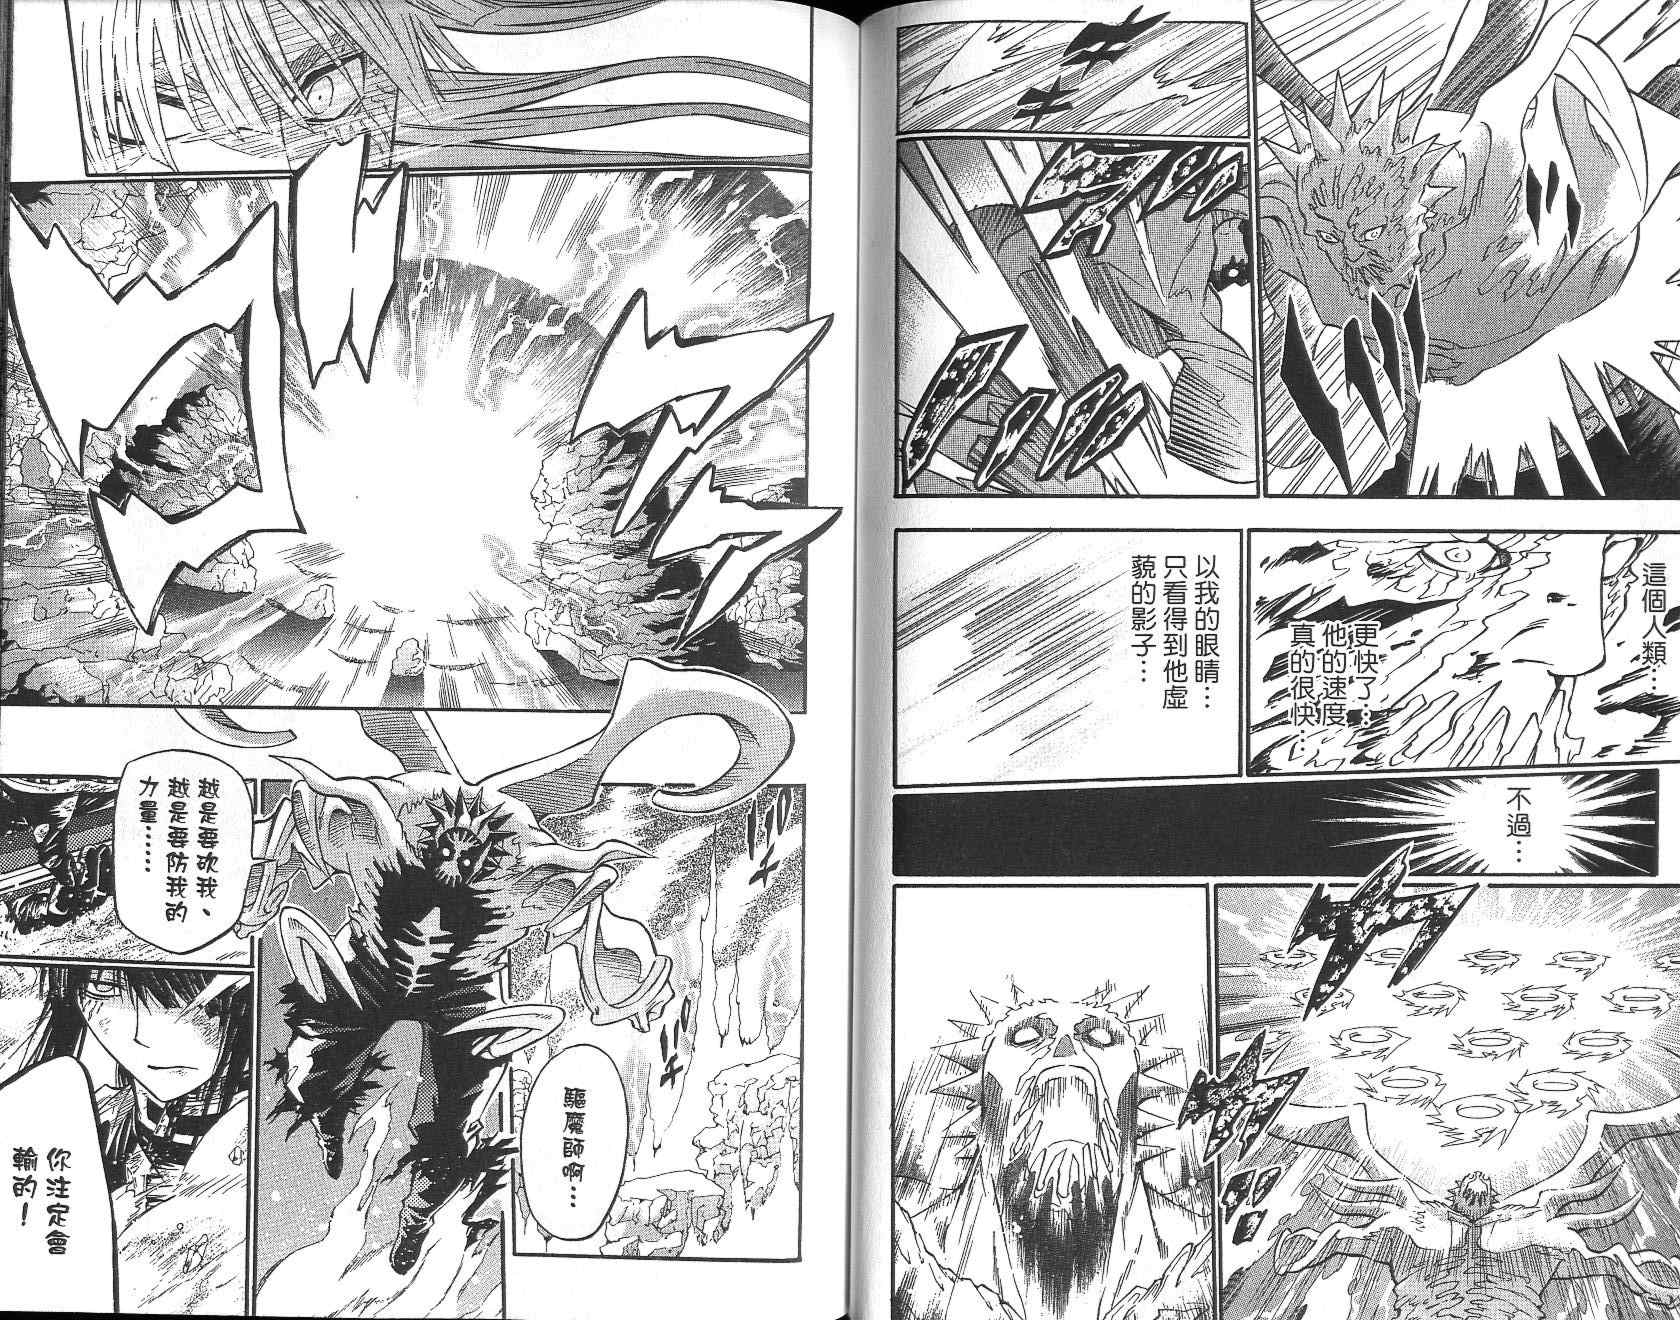 這個人類…
更快了…
他的速度
真的很快…
以我的眼睛…
只看得到他虛
藐的影子…
不過…
驅魔師啊…
越是要砍我、
越是要防我的
力量……
你注定會
輸的！